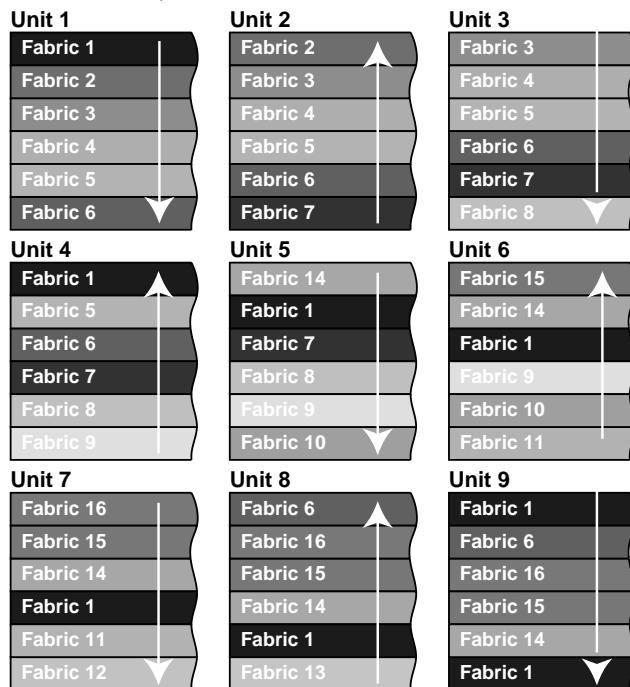 Unit 1
Fabric 1
Fabric 2
Fabric 3
Fabric 4
Fabric 5
Fabric 6
Unit 2
Fabric 2
Fabric 3
Fabric 4
Fabric 5
Fabric 6
Fabric 7
Unit 3
Fabric 3
Fabric 4
Fabric 5
Fabric 6
Fabric 7
Fabric 8
Unit 4
Fabric 1
Fabric 5
Fabric 6
Fabric 7
Fabric 8
Fabric 9
Unit 5
Fabric 14
Fabric 1
Fabric 7
Fabric 8
Fabric 9
Fabric 10
Unit 6
Fabric 15
Fabric 14
Fabric 1
Fabric 9
Fabric 10
Fabric 11
Unit 7
Fabric 16
Fabric 15
Fabric 14
Fabric 1
Fabric 11
Fabric 12
Unit 8
Fabric 6
Fabric 16
Fabric 15
Fabric 14
Fabric 1
Fabric 13
Unit 9
Fabric 1
Fabric 6
Fabric 16
Fabric 15
Fabric 14
Fabric 1